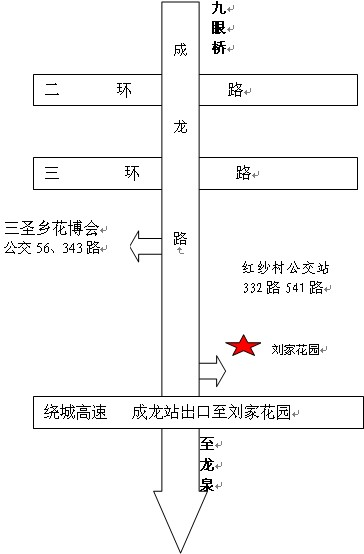 九眼桥
成龙路
二环路
三环路
三圣乡花博会
公交 56、343 路
红纱村公交站
332 路 541 路
刘家花园
绕城高速 成龙站出口至刘家花园
至龙泉